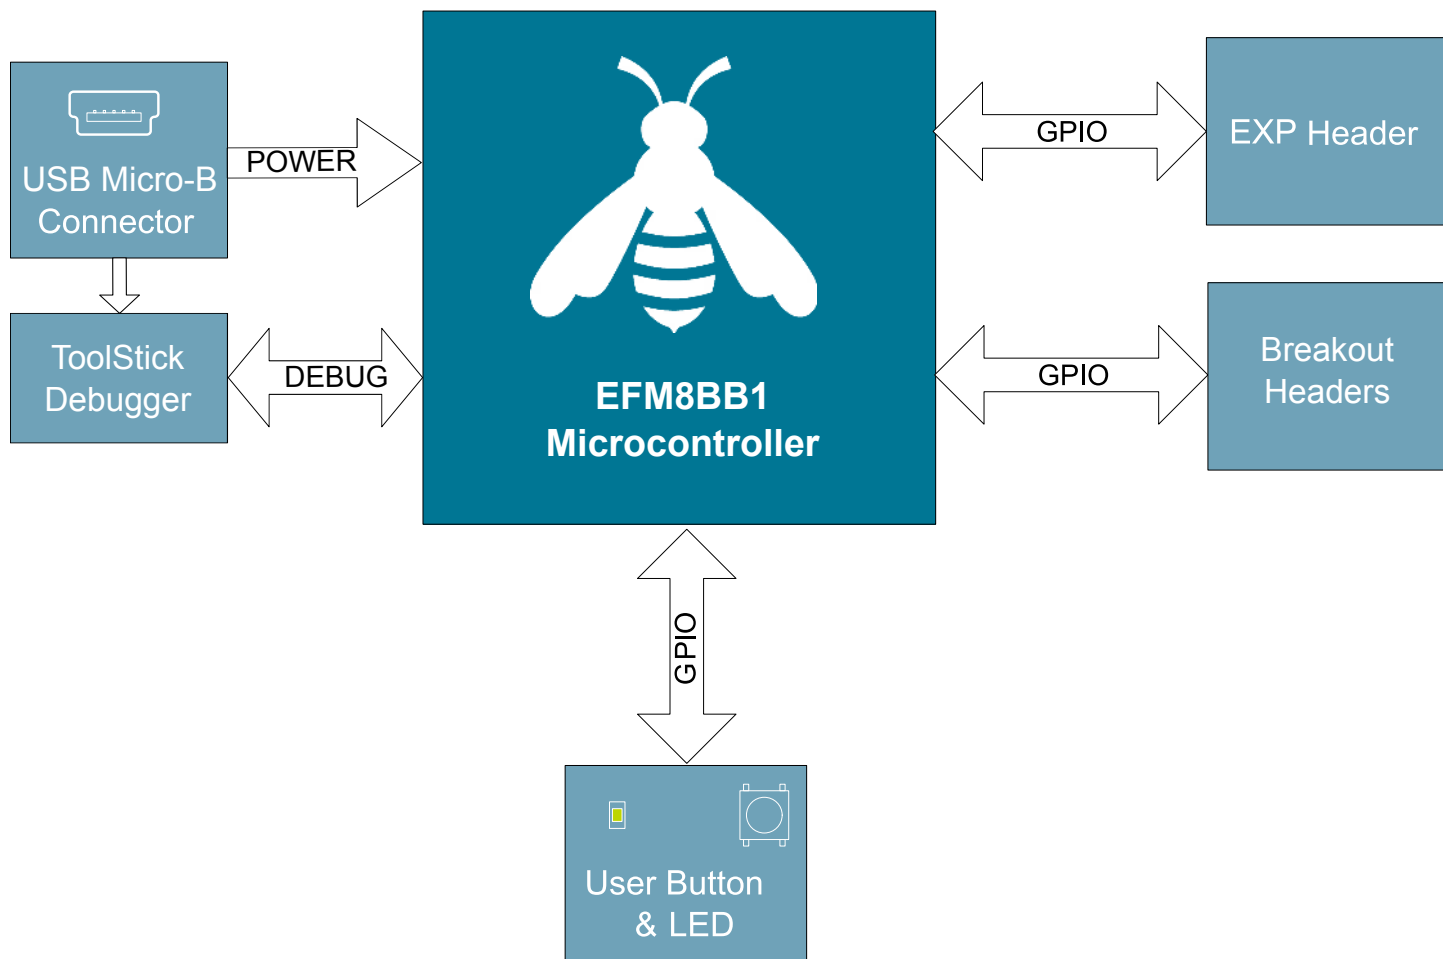 USB Micro-B
Connector
POWER
ToolStick
Debugger
DEBUG
EFM8BB1
Microcontroller
GPIO
EXP Header
GPIO
Breakout
Headers
GPIO
User Button
& LED